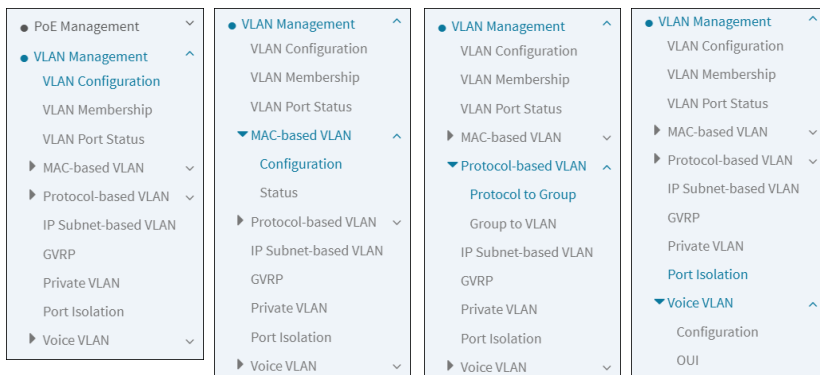 PoE Management
VLAN Management
VLAN Configuration
VLAN Membership
VLAN Port Status
MAC-based VLAN
Protocol-based VLAN
IP Subnet-based VLAN
GVRP
Private VLAN
Port Isolation
Voice VLAN
VLAN Management
VLAN Configuration
VLAN Membership
VLAN Port Status
MAC-based VLAN
Configuration
Status
Protocol-based VLAN
IP Subnet-based VLAN
GVRP
Private VLAN
Port Isolation
Voice VLAN
VLAN Management
VLAN Configuration
VLAN Membership
VLAN Port Status
MAC-based VLAN
Protocol-based VLAN
Protocol to Group
Group to VLAN
IP Subnet-based VLAN
GVRP
Private VLAN
Port Isolation
Voice VLAN
VLAN Management
VLAN Configuration
VLAN Membership
VLAN Port Status
MAC-based VLAN
Protocol-based VLAN
IP Subnet-based VLAN
GVRP
Private VLAN
Port Isolation
Voice VLAN
Configuration
OUI